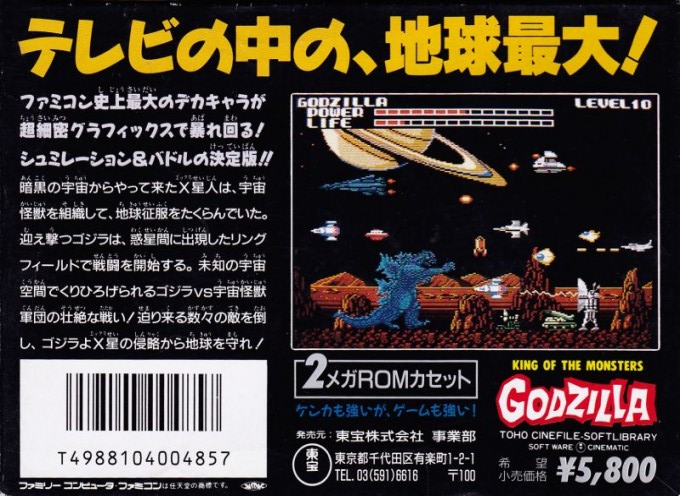 テレビの中の、地球最大!
ファミコン史上最大のデカキャラが
超細密グラフィックスで暴れ回る!
シュミレーション&バドルの決定版!!
暗黒の宇宙からやって来たX星人は、宇宙
怪獣を組織して、地球征服をたくらんでいた。
迎え撃つゴジラは、惑星間に出現したリング
フィールドで戦闘を開始する。未知の宇宙
空間でくりひろげられるゴジラvs宇宙怪獣
軍団の壮絶な戦い!迫り来る数々の敵を倒
し、ゴジラよX星の侵略から地球を守れ!
GODZILLA LEVEL10
POWER
LIFE
T4988104004857
ファミリーコンピュータ・ファミコンは任天堂の商標です。
2メガROMカセット
ケンカも強いが、ゲームも強い!
発売元:東宝株式会社 事業部
東宝
東京都千代田区有楽町1-2-1
TEL. 03(591)6616 〒100
KING OF THE MONSTERS
GODZILLA
TOHO CINEFILE-SOFTLIBRARY
SOFT WARE CINEMATIC
希望
小売価格 ¥5,800